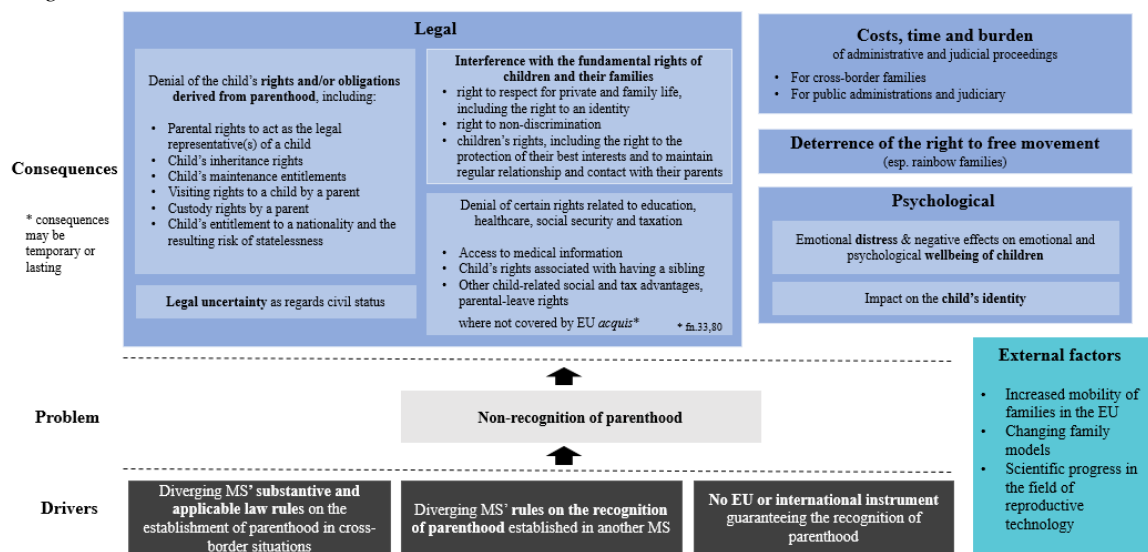 Legal
Denial of the child's rights and/or obligations
derived from parenthood, including:
• Parental rights to act as the legal
representative(s) of a child
• Child's inheritance rights
• Child's maintenance entitlements
• Visiting rights to a child by a parent
• Custody rights by a parent
• Child's entitlement to a nationality and the
resulting risk of statelessness
Legal uncertainty as regards civil status
Interference with the fundamental rights of
children and their families
• right to respect for private and family life,
including the right to an identity
• right to non-discrimination
• children's rights, including the right to the
protection of their best interests and to maintain
regular relationship and contact with their parents
Denial of certain rights related to education,
healthcare, social security and taxation
• Access to medical information
• Child's rights associated with having a sibling
• Other child-related social and tax advantages,
parental-leave rights
where not covered by EU acquis*
* fn.33,80
Costs, time and burden
of administrative and judicial proceedings
• For cross-border families
• For public administrations and judiciary
Deterrence of the right to free movement
(esp. rainbow families)
Psychological
Emotional distress & negative effects on emotional and
psychological wellbeing of children
Impact on the child's identity
Consequences
* consequences
may be
temporary or
lasting
External factors
• Increased mobility of
families in the EU
• Changing family
models
• Scientific progress in
the field of
reproductive
technology
Problem
Non-recognition of parenthood
Drivers
Diverging MS' substantive and
applicable law rules on the
establishment of parenthood in cross-
border situations
Diverging MS' rules on the recognition
of parenthood established in another MS
No EU or international instrument
guaranteeing the recognition of
parenthood